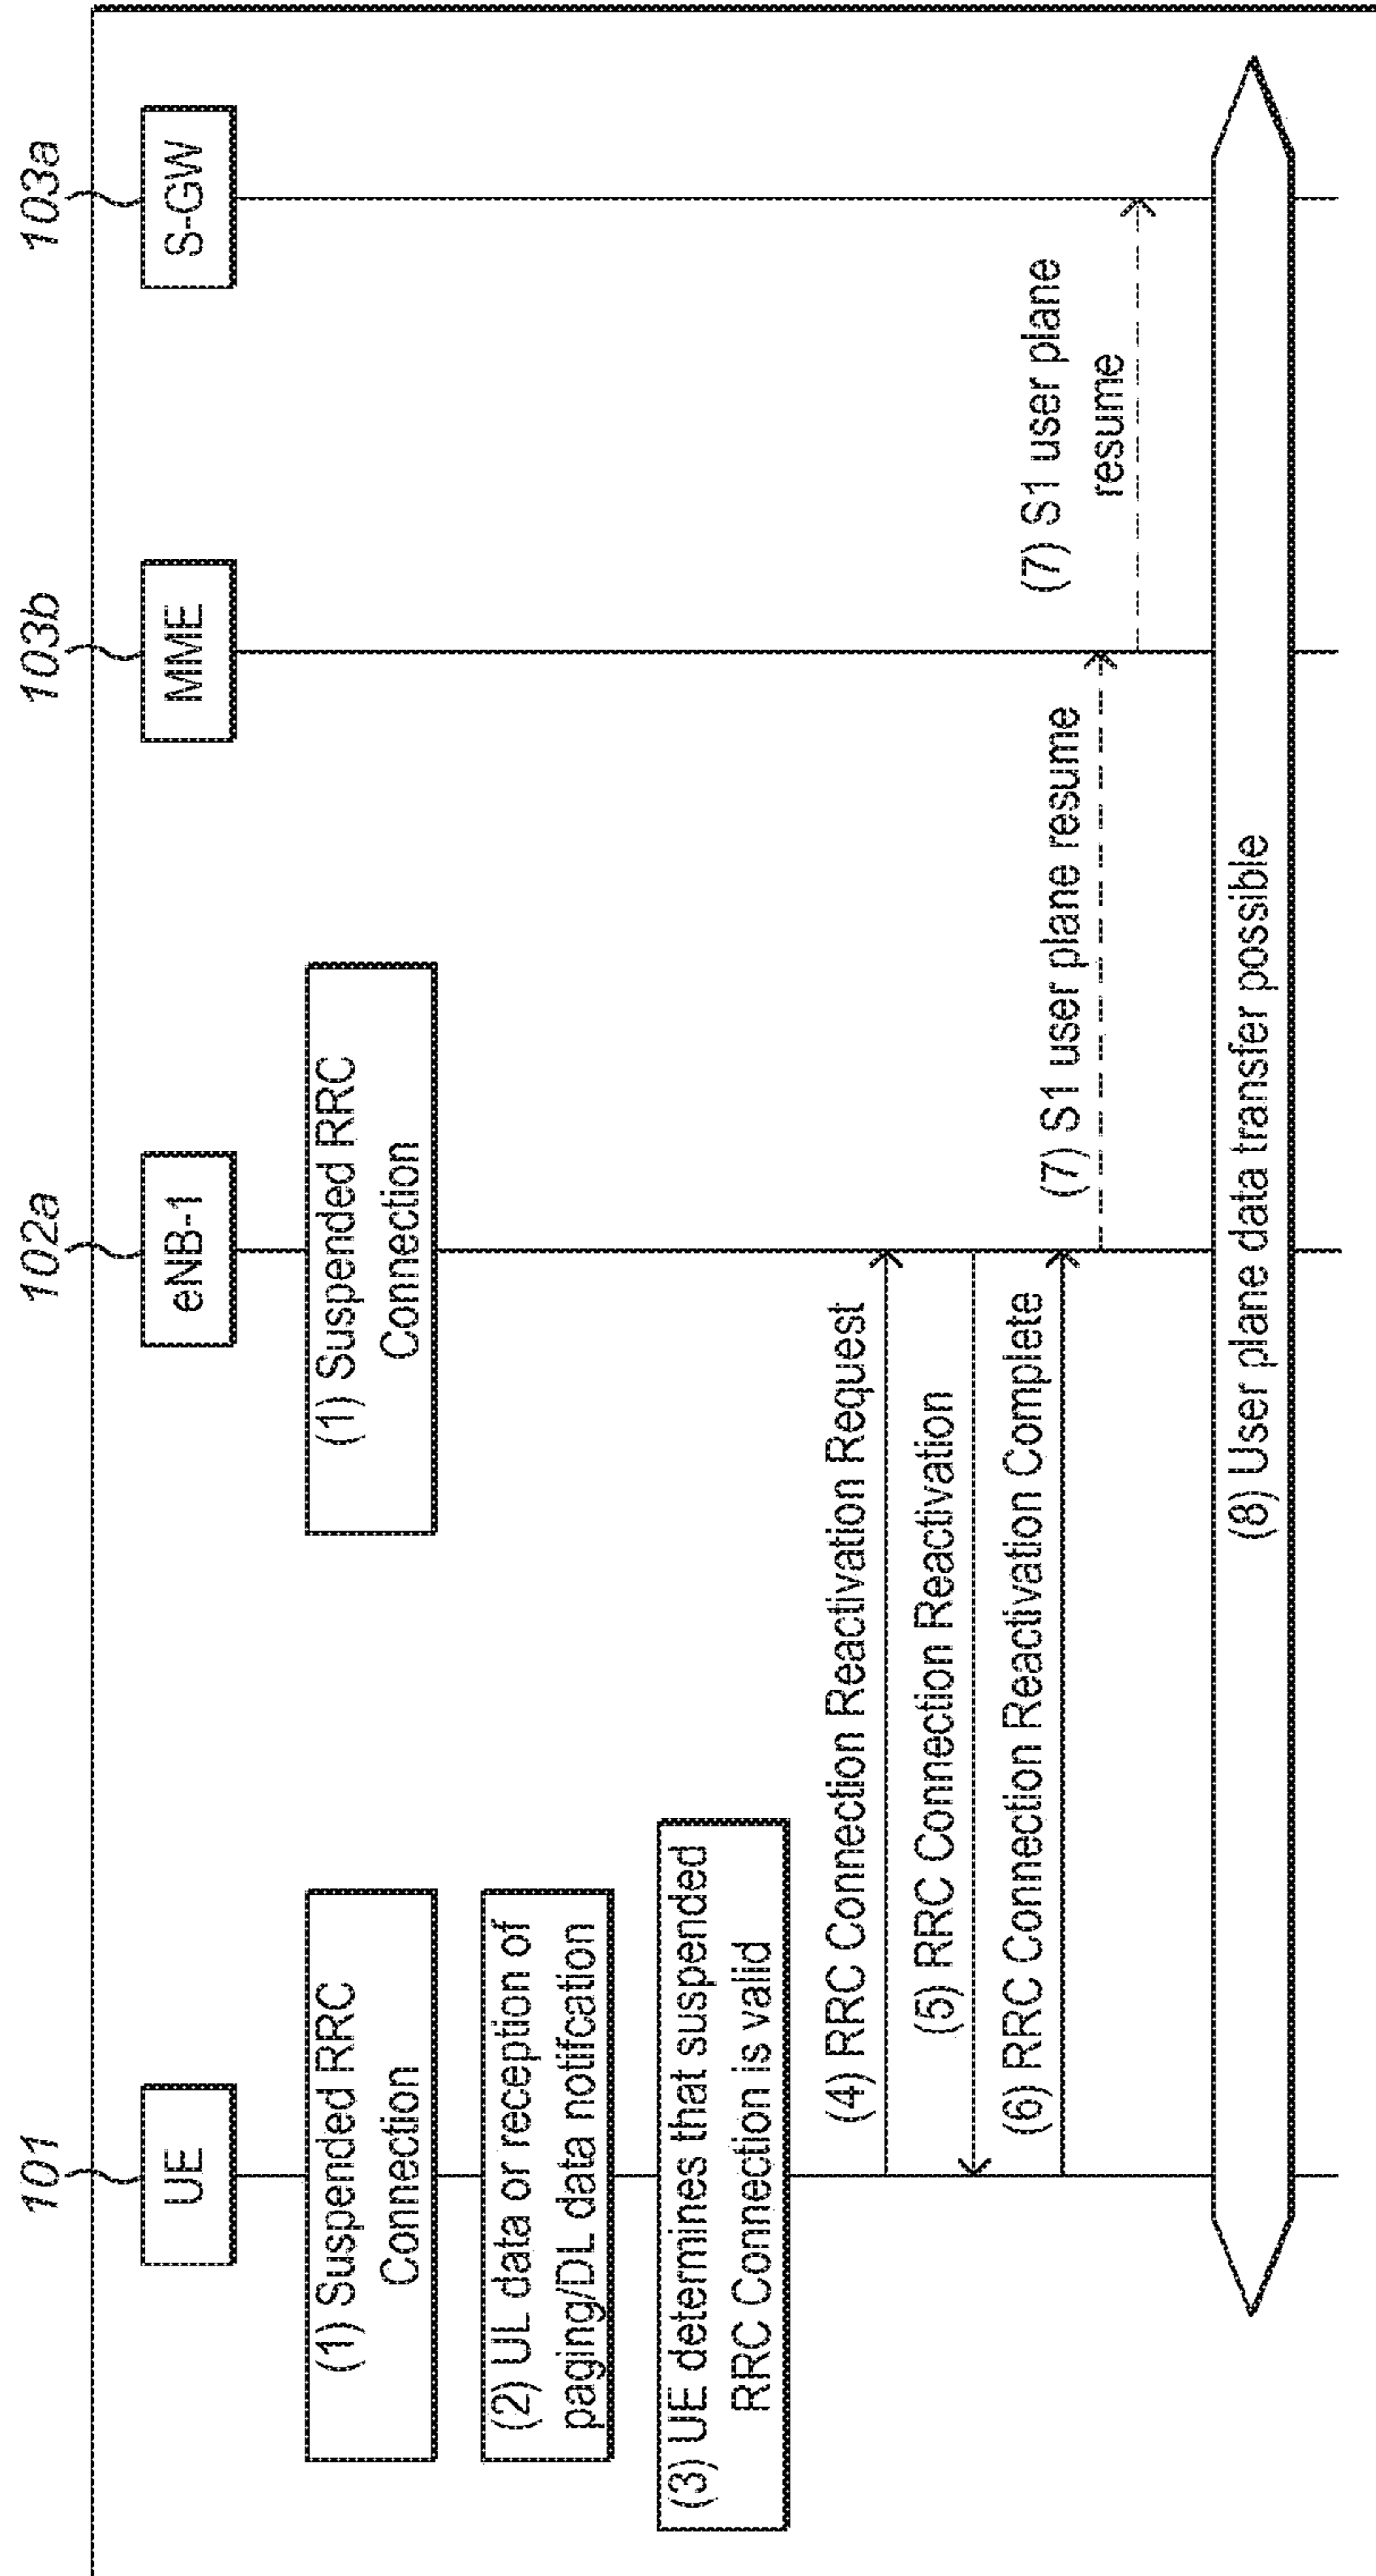 101
102a
103b
103a
UE
eNB-1
MME
S-GW
(1) Suspended RRC
Connection
(1) Suspended RRC
Connection
(2) UL data or reception of
paging/DL data notifcation
(3) UE determines that suspended
RRC Connection is valid
(4) RRC Connection Reactivation Request
(5) RRC Connection Reactivation
(6) RRC Connection Reactivation Complete
(7) S1 user plane resume
(7) S1 user plane
resume
(8) User plane data transfer possible